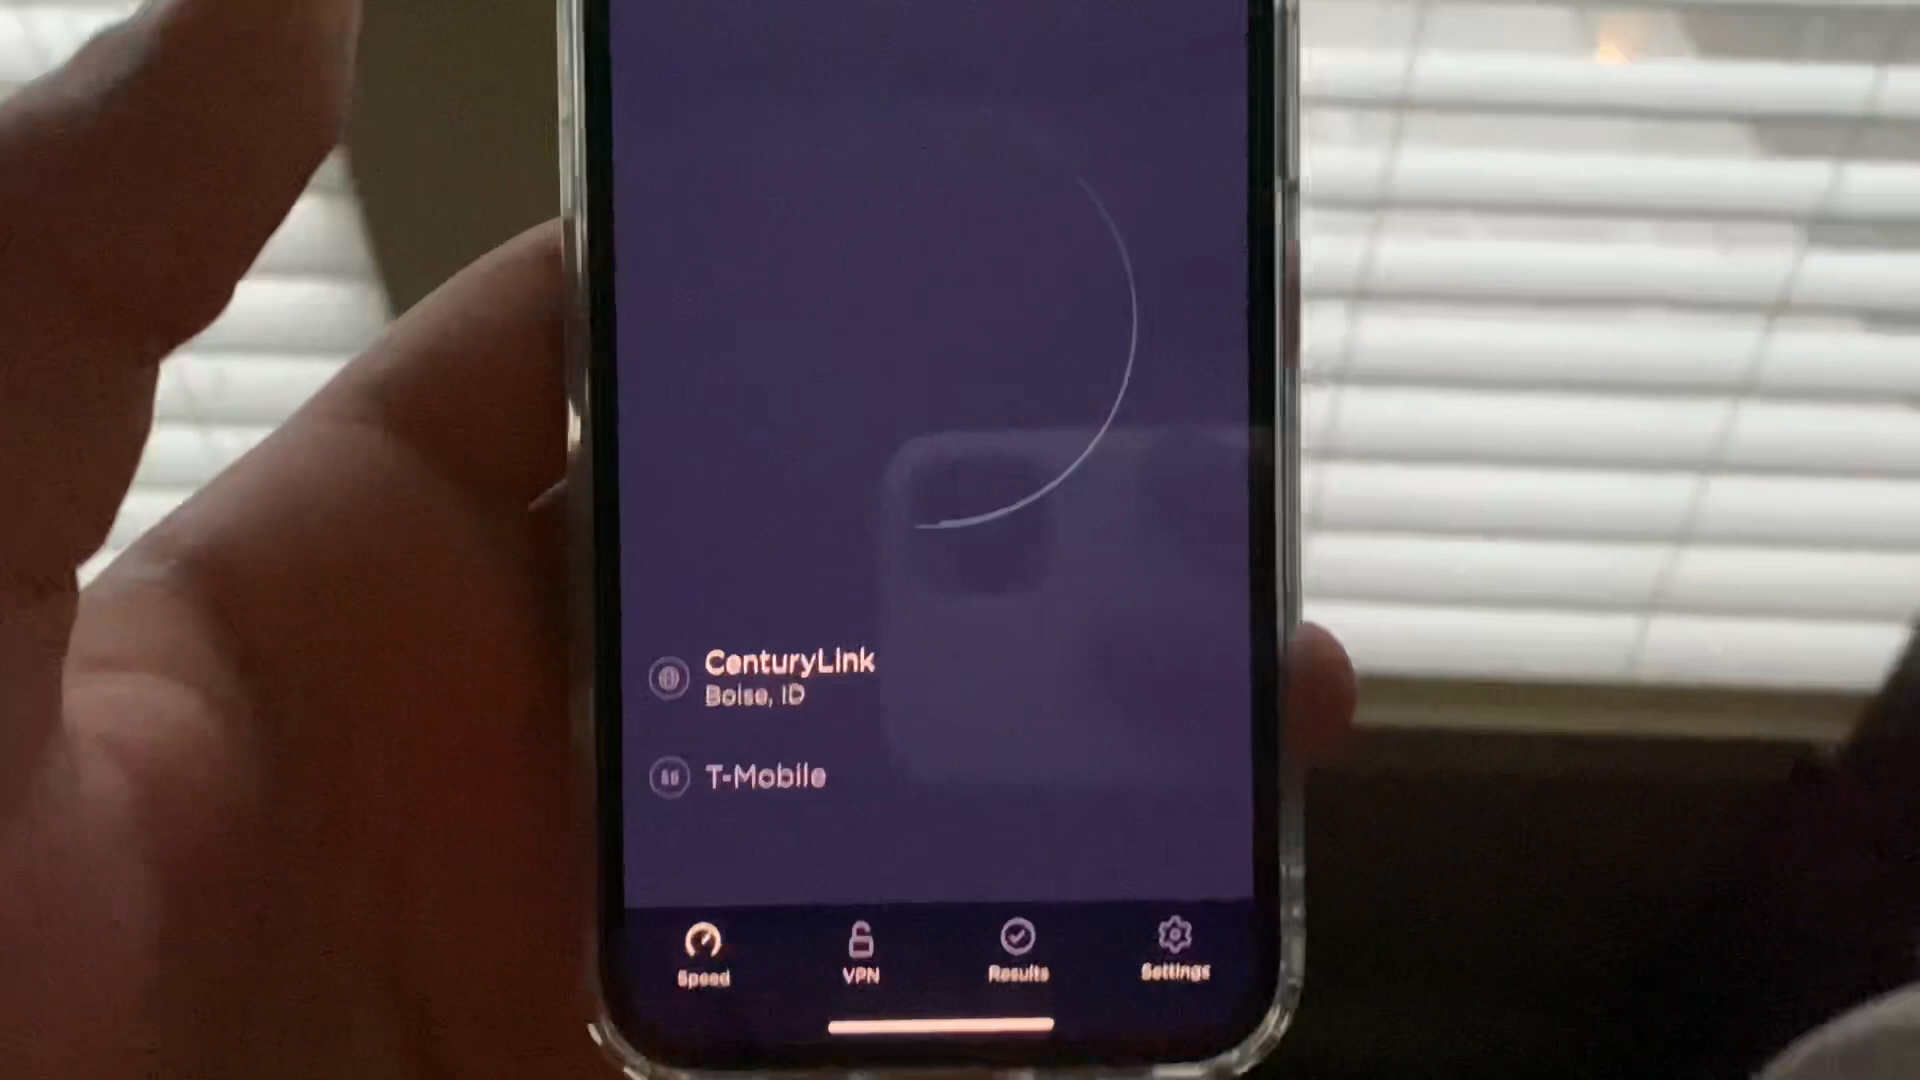 CenturyLink
Boise, ID
T-Mobile
Speed
VPN
Results
Settings